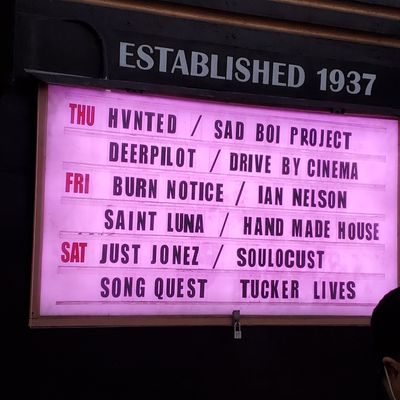 ESTABLISHED 1937
THU HVNTED / SAD BOI PROJECT
DEERPILOT / DRIVE BY CINEMA
FRI BURN NOTICE / IAN NELSON
SAINT LUNA / HAND MADE HOUSE
SAT JUST JONEZ / SOULOCUST
SONG QUEST TUCKER LIVES